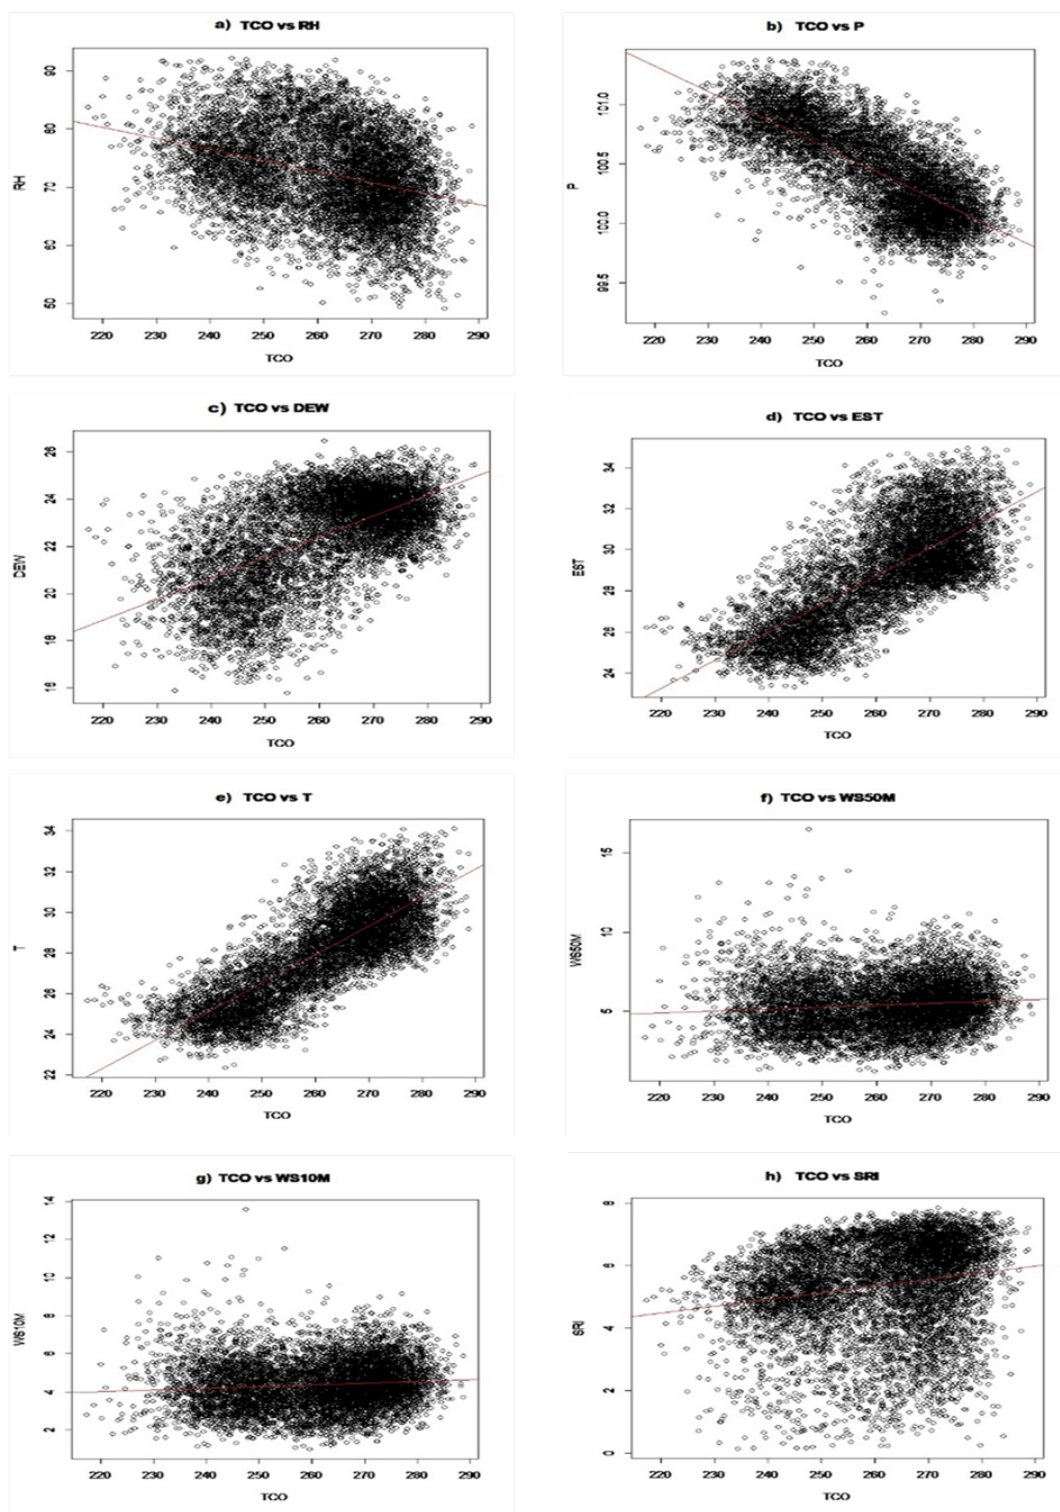 a) TCO vs RH
90
80
70
60
50
RH
220 230 240 250 260 270 280 290
TCO
b) TCO vs P
101.0
100.5
100.0
99.5
P
220 230 240 250 260 270 280 290
TCO
c) TCO vs DEW
26
24
22
20
18
16
DEW
220 230 240 250 260 270 280 290
TCO
d) TCO vs EST
34
32
30
28
26
24
EST
220 230 240 250 260 270 280 290
TCO
e) TCO vs T
34
32
30
28
26
24
22
T
220 230 240 250 260 270 280 290
TCO
f) TCO vs WS50M
15
10
5
WS50M
220 230 240 250 260 270 280 290
TCO
g) TCO vs WS10M
14
12
10
8
6
4
2
WS10M
220 230 240 250 260 270 280 290
TCO
h) TCO vs SRI
8
6
4
2
0
SRI
220 230 240 250 260 270 280 290
TCO